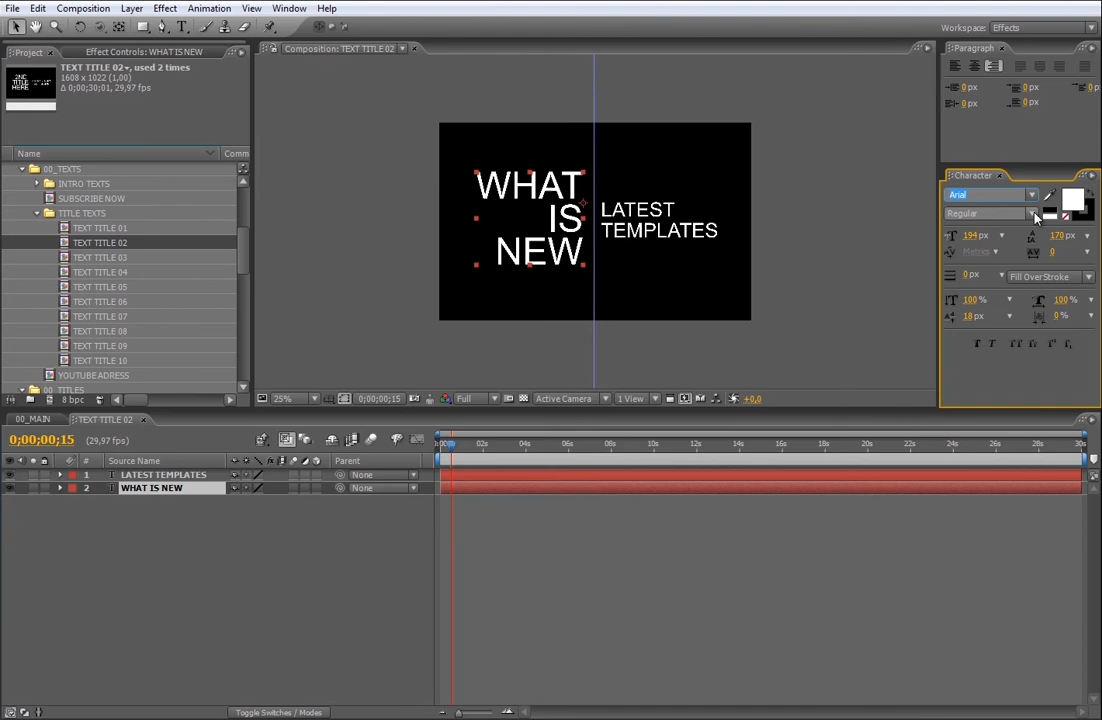 File Edit Composition Layer Effect Animation View Window Help
Workspace: Effects
Project Effect Controls: WHAT IS NEW
TEXT TITLE 02, used 2 times
1608 x 1022 (1,00)
Δ 0;00;30;01, 29,97 fps
Name Comm
00_TEXTS
INTRO TEXTS
SUBSCRIBE NOW
TITLE TEXTS
TEXT TITLE 01
TEXT TITLE 02
TEXT TITLE 03
TEXT TITLE 04
TEXT TITLE 05
TEXT TITLE 06
TEXT TITLE 07
TEXT TITLE 08
TEXT TITLE 09
TEXT TITLE 10
YOUTUBE ADRESS
00_TITLES
8 bpc
Composition: TEXT TITLE 02
WHAT
IS
NEW
LATEST
TEMPLATES
25% 0;00;00;15 Full Active Camera 1 View +0,0
Paragraph
0 px 0 px 0 px
0 px 0 px
Character
Arial
Regular
194 px 170 px
Metrics 0
0 px Fill Over Stroke
100 % 100 %
18 px 0 %
T T TT Tr T' T,
00_MAIN TEXT TITLE 02
0;00;00;15 (29,97 fps)
# Source Name Parent
1 T LATEST TEMPLATES None
2 T WHAT IS NEW None
02s 04s 06s 08s 10s 12s 14s 16s 18s 20s 22s 24s 26s 28s 30s
Toggle Switches / Modes